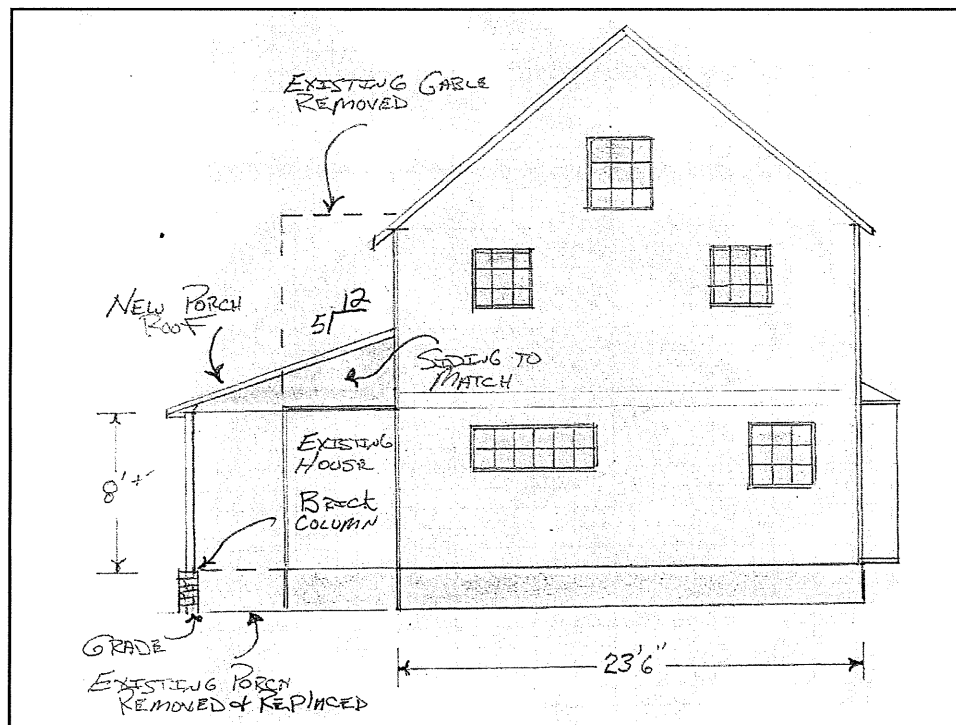 EXISTING GABLE
REMOVED
NEW PORCH
ROOF
12
5
SIDING TO
MATCH
EXISTING
HOUSE
8'+-
BRICK
COLUMN
GRADE
EXISTING PORCH
REMOVED & REPLACED
23'6"